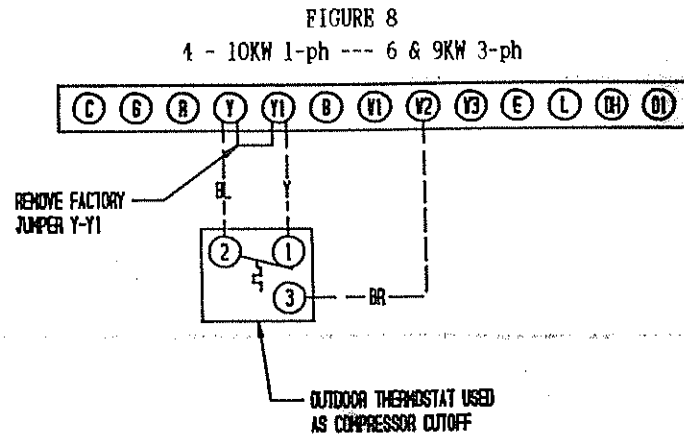 FIGURE 8
4 - 10KW 1-ph --- 6 & 9KW 3-ph
C G R Y Y1 B W1 W2 W3 E L DH O1
REMOVE FACTORY
JUMPER Y-Y1
BL Y
2 1
3 BR
OUTDOOR THERMOSTAT USED
AS COMPRESSOR CUTOFF